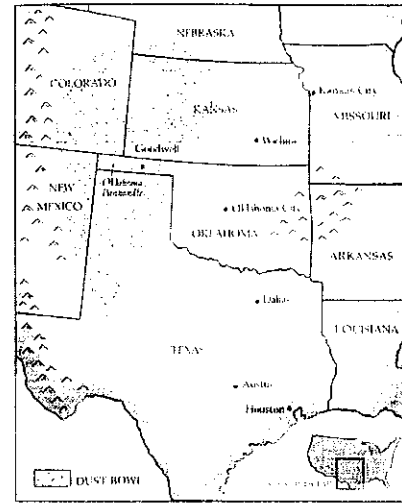 NEBRASKA
COLORADO
KANSAS
Kansas City
MISSOURI
Wichita
Goodwell
Oklahoma
Panhandle
NEW
MEXICO
Oklahoma City
OKLAHOMA
ARKANSAS
Dallas
LOUISIANA
TEXAS
Austin
Houston
DUST BOWL